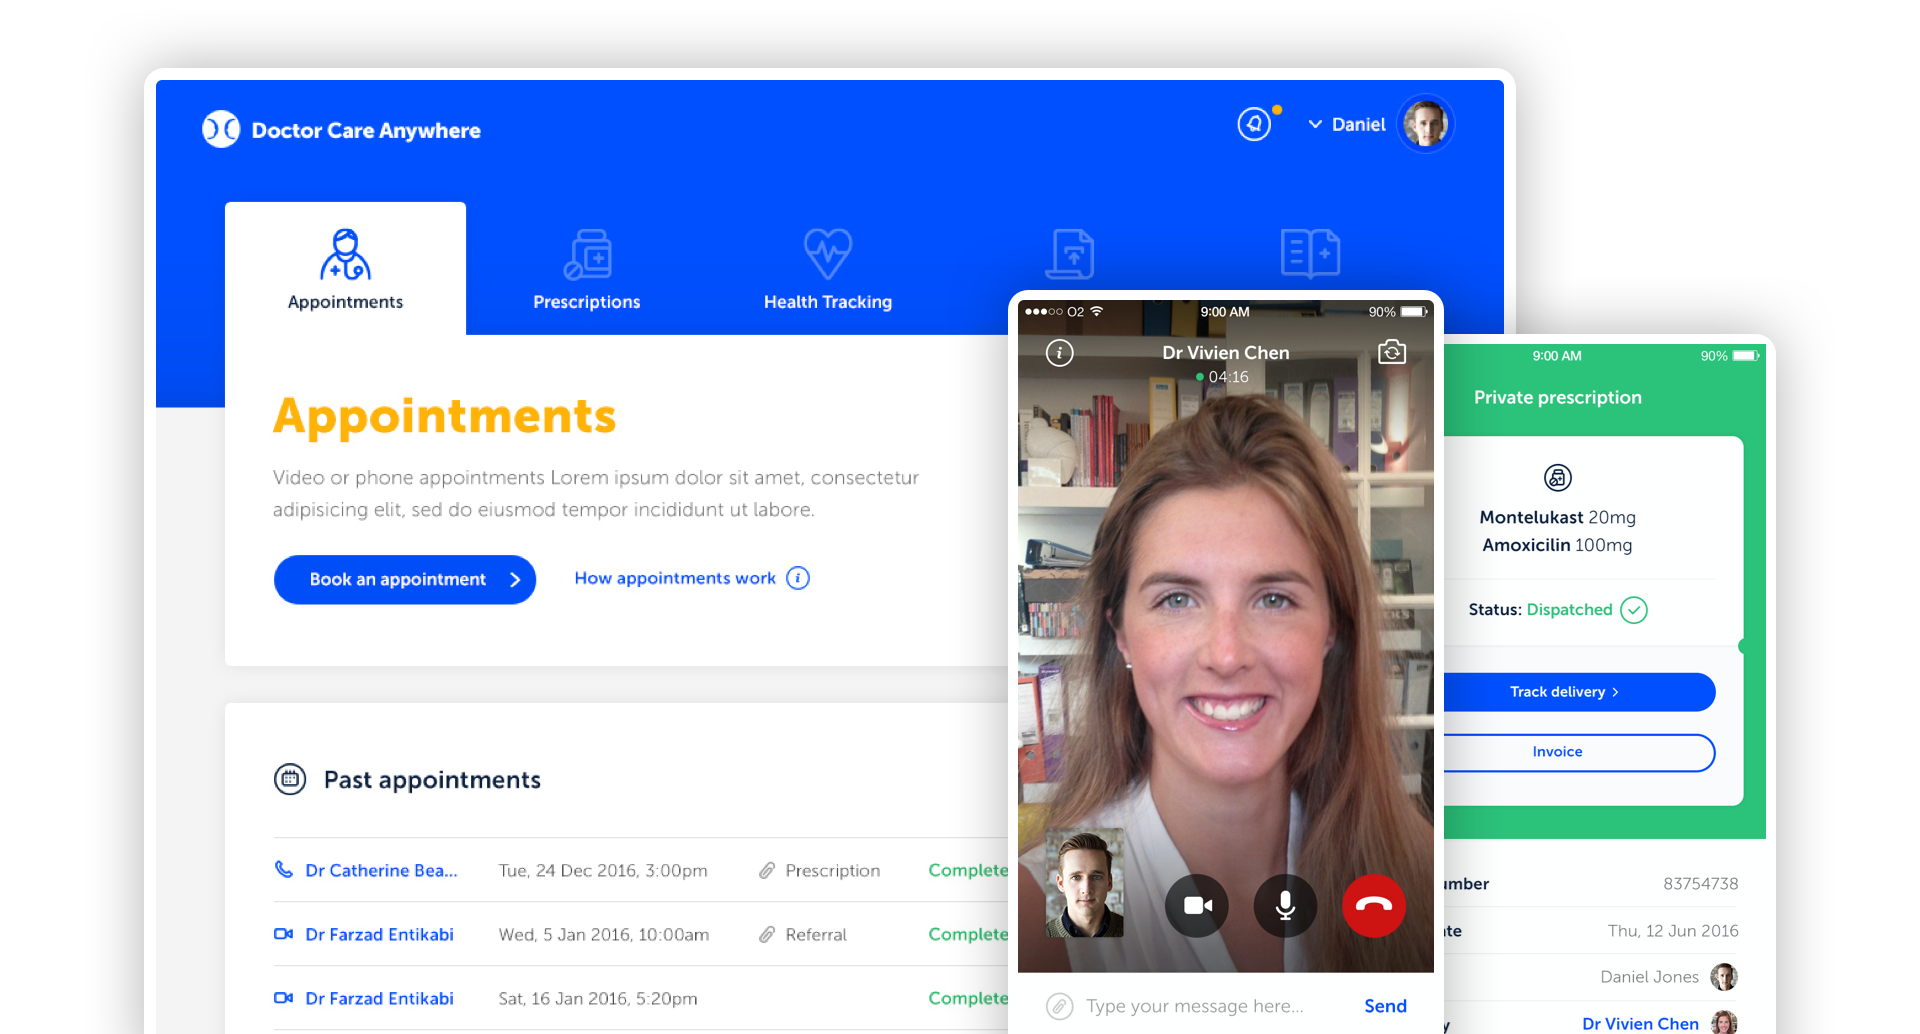 Doctor Care Anywhere
Daniel
Appointments
Prescriptions
Health Tracking
Appointments
Video or phone appointments Lorem ipsum dolor sit amet, consectetur
adipisicing elit, sed do eiusmod tempor incididunt ut labore.
Book an appointment
How appointments work
Past appointments
Dr Catherine Bea... Tue, 24 Dec 2016, 3:00pm Prescription Complete
Dr Farzad Entikabi Wed, 5 Jan 2016, 10:00am Referral Complete
Dr Farzad Entikabi Sat, 16 Jan 2016, 5:20pm Complete
O2 9:00 AM 90%
Dr Vivien Chen
04:16
Type your message here... Send
9:00 AM 90%
Private prescription
Montelukast 20mg
Amoxicilin 100mg
Status: Dispatched
Track delivery
Invoice
umber 83754738
te Thu, 12 Jun 2016
Daniel Jones
y Dr Vivien Chen